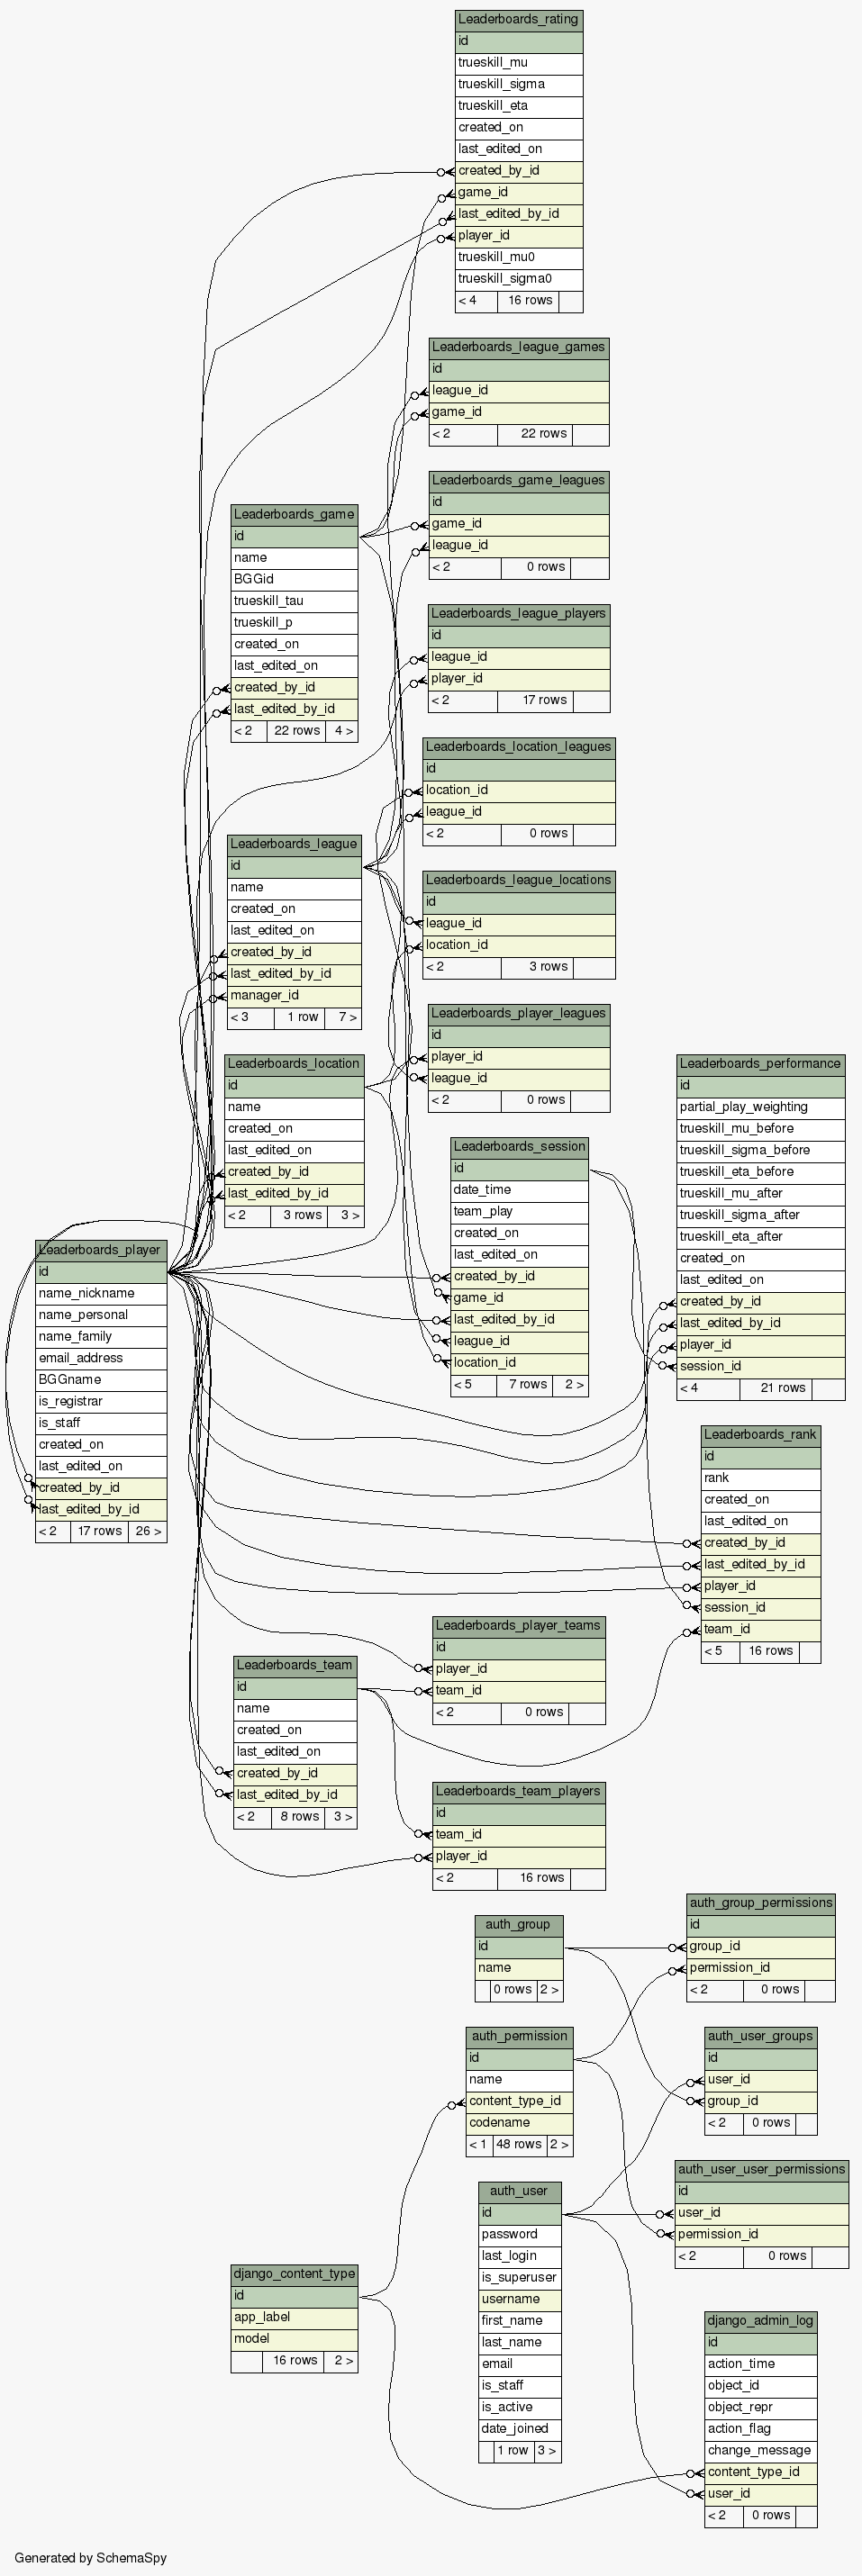 Leaderboards_rating
id
trueskill_mu
trueskill_sigma
trueskill_eta
created_on
last_edited_on
created_by_id
game_id
last_edited_by_id
player_id
trueskill_mu0
trueskill_sigma0
< 4 16 rows
Leaderboards_league_games
id
league_id
game_id
< 2 22 rows
Leaderboards_game_leagues
id
game_id
league_id
< 2 0 rows
Leaderboards_game
id
name
BGGid
trueskill_tau
trueskill_p
created_on
last_edited_on
created_by_id
last_edited_by_id
< 2 22 rows 4 >
Leaderboards_league_players
id
league_id
player_id
< 2 17 rows
Leaderboards_location_leagues
id
location_id
league_id
< 2 0 rows
Leaderboards_league
id
name
created_on
last_edited_on
created_by_id
last_edited_by_id
manager_id
< 3 1 row 7 >
Leaderboards_league_locations
id
league_id
location_id
< 2 3 rows
Leaderboards_player_leagues
id
player_id
league_id
< 2 0 rows
Leaderboards_location
id
name
created_on
last_edited_on
created_by_id
last_edited_by_id
< 2 3 rows 3 >
Leaderboards_performance
id
partial_play_weighting
trueskill_mu_before
trueskill_sigma_before
trueskill_eta_before
trueskill_mu_after
trueskill_sigma_after
trueskill_eta_after
created_on
last_edited_on
created_by_id
last_edited_by_id
player_id
session_id
< 4 21 rows
Leaderboards_session
id
date_time
team_play
created_on
last_edited_on
created_by_id
game_id
last_edited_by_id
league_id
location_id
< 5 7 rows 2 >
Leaderboards_player
id
name_nickname
name_personal
name_family
email_address
BGGname
is_registrar
is_staff
created_on
last_edited_on
created_by_id
last_edited_by_id
< 2 17 rows 26 >
Leaderboards_rank
id
rank
created_on
last_edited_on
created_by_id
last_edited_by_id
player_id
session_id
team_id
< 5 16 rows
Leaderboards_player_teams
id
player_id
team_id
< 2 0 rows
Leaderboards_team
id
name
created_on
last_edited_on
created_by_id
last_edited_by_id
< 2 8 rows 3 >
Leaderboards_team_players
id
team_id
player_id
< 2 16 rows
auth_group_permissions
id
group_id
permission_id
< 2 0 rows
auth_group
id
name
0 rows 2 >
auth_permission
id
name
content_type_id
codename
< 1 48 rows 2 >
auth_user_groups
id
user_id
group_id
< 2 0 rows
auth_user_user_permissions
id
user_id
permission_id
< 2 0 rows
auth_user
id
password
last_login
is_superuser
username
first_name
last_name
email
is_staff
is_active
date_joined
1 row 3 >
django_content_type
id
app_label
model
16 rows 2 >
django_admin_log
id
action_time
object_id
object_repr
action_flag
change_message
content_type_id
user_id
< 2 0 rows
Generated by SchemaSpy